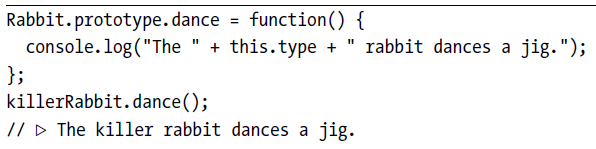 Rabbit.prototype.dance = function() {
  console.log("The " + this.type + " rabbit dances a jig.");
};
killerRabbit.dance();
// ▷ The killer rabbit dances a jig.